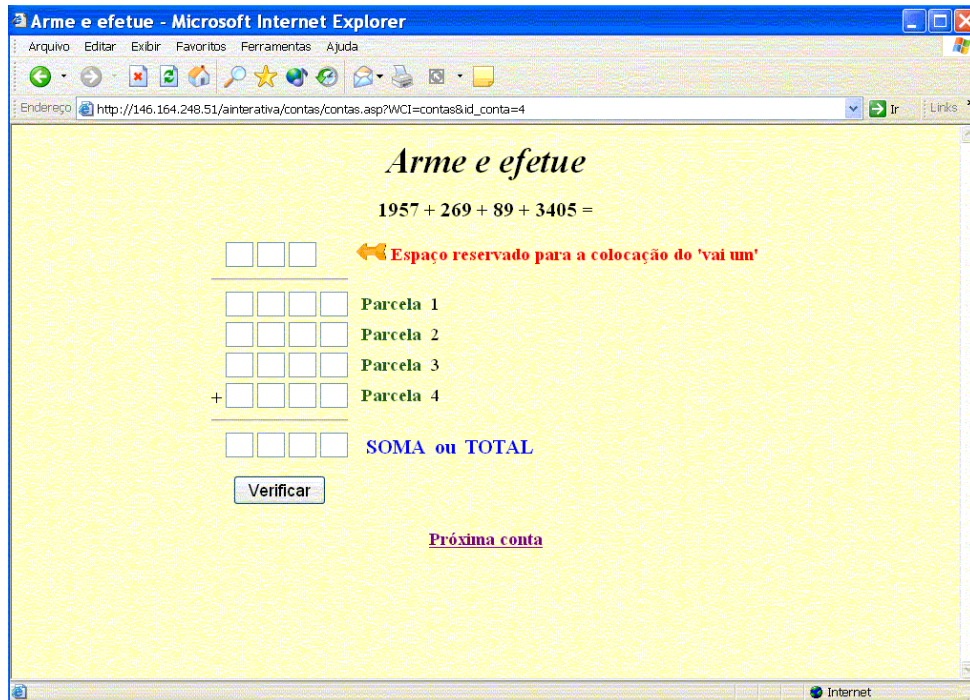 Arme e efetue - Microsoft Internet Explorer
Arquivo Editar Exibir Favoritos Ferramentas Ajuda
Endereço http://146.164.248.51/ainterativa/contas/contas.asp?WCI=contas&id_conta=4 Ir Links
Arme e efetue
1957 + 269 + 89 + 3405 =
Espaço reservado para a colocação do 'vai um'
Parcela 1
Parcela 2
Parcela 3
+ Parcela 4
SOMA ou TOTAL
Verificar
Próxima conta
Internet